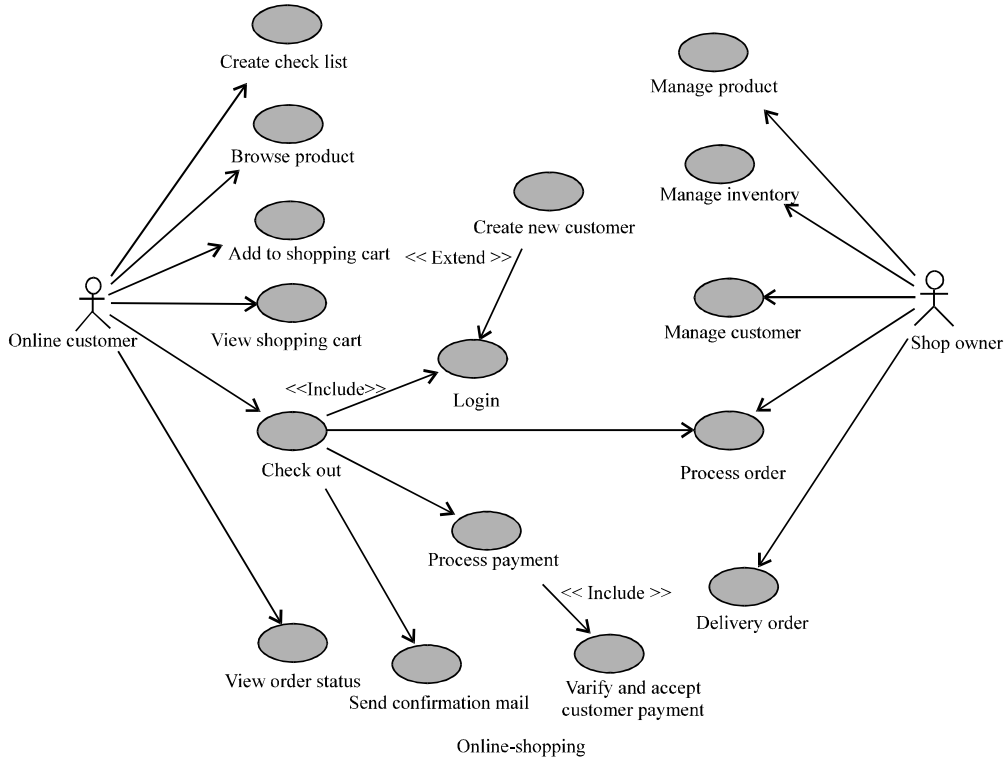 Create check list
Manage product
Browse product
Manage inventory
Create new customer
Add to shopping cart
<< Extend >>
View shopping cart
Manage customer
Online customer
Shop owner
<<Include>>
Login
Check out
Process order
Process payment
<< Include >>
Delivery order
View order status
Send confirmation mail
Varify and accept
customer payment
Online-shopping